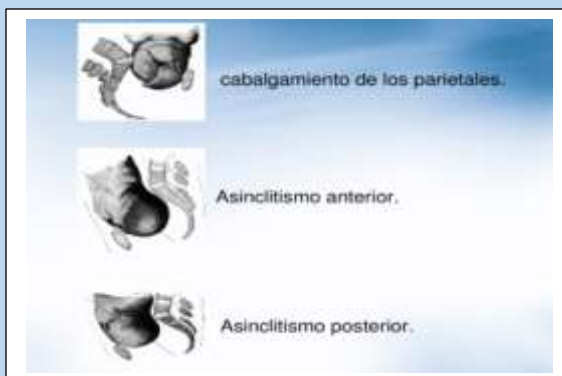 cabalgamiento de los parietales.
Asinclitismo anterior.
Asinclitismo posterior.